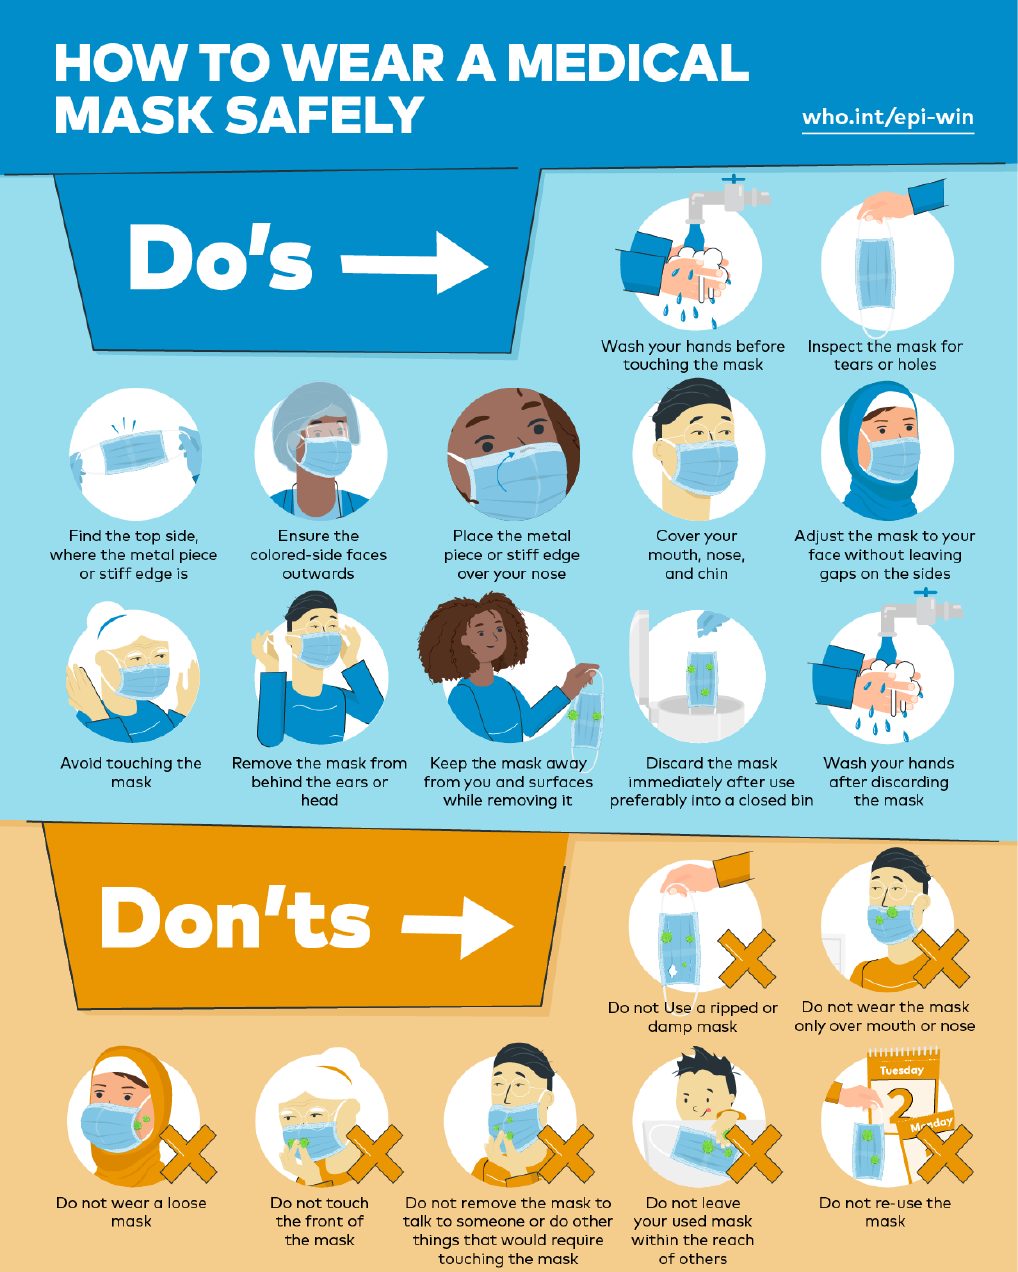 HOW TO WEAR A MEDICAL
MASK SAFELY
who.int/epi-win
Do's
Wash your hands before
touching the mask
Inspect the mask for
tears or holes
Find the top side,
where the metal piece
or stiff edge is
Ensure the
colored-side faces
outwards
Place the metal
piece or stiff edge
over your nose
Cover your
mouth, nose,
and chin
Adjust the mask to your
face without leaving
gaps on the sides
Avoid touching the
mask
Remove the mask from
behind the ears or
head
Keep the mask away
from you and surfaces
while removing it
Discard the mask
immediately after use
preferably into a closed bin
Wash your hands
after discarding
the mask
Don'ts
Do not Use a ripped or
damp mask
Do not wear the mask
only over mouth or nose
Do not wear a loose
mask
Do not touch
the front of
the mask
Do not remove the mask to
talk to someone or do other
things that would require
touching the mask
Do not leave
your used mask
within the reach
of others
Tuesday
2
Monday
Do not re-use the
mask